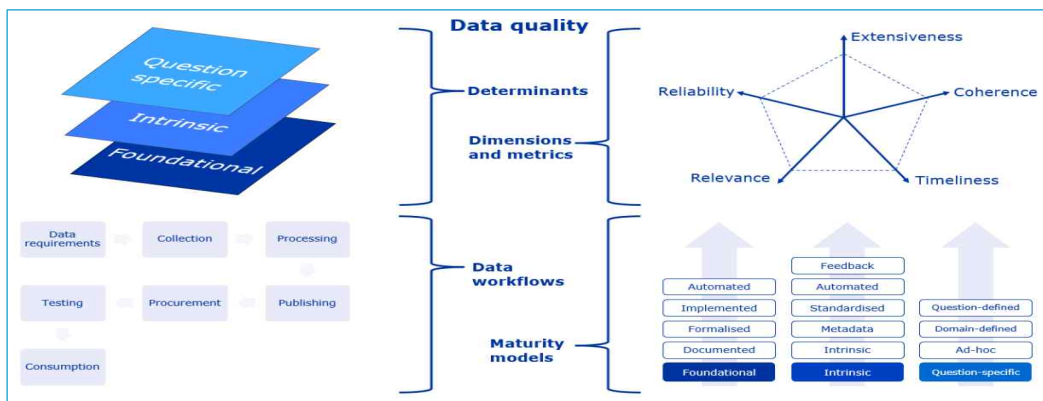 Data quality
Question
specific
Intrinsic
Foundational
Determinants
Dimensions
and metrics
Extensiveness
Reliability
Coherence
Relevance
Timeliness
Data
requirements
Collection
Processing
Testing
Procurement
Publishing
Consumption
Data
workflows
Maturity
models
Automated
Implemented
Formalised
Documented
Foundational
Feedback
Automated
Standardised
Metadata
Intrinsic
Intrinsic
Question-defined
Domain-defined
Ad-hoc
Question-specific